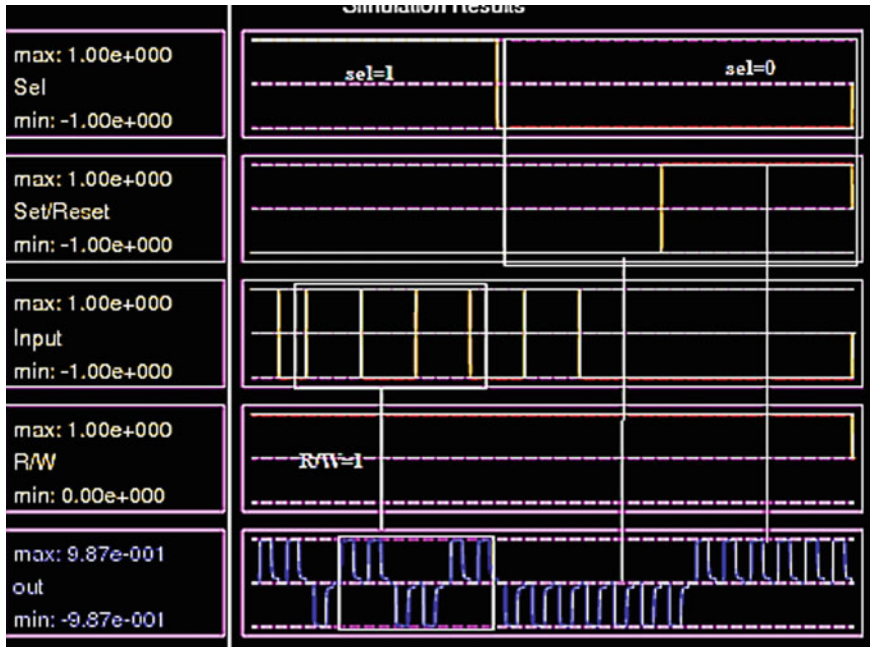 Simulation Results
max: 1.00e+000
Sel
min: -1.00e+000
sel=1
sel=0
max: 1.00e+000
Set/Reset
min: -1.00e+000
max: 1.00e+000
Input
min: -1.00e+000
max: 1.00e+000
R/W
min: 0.00e+000
R/W=1
max: 9.87e-001
out
min: -9.87e-001